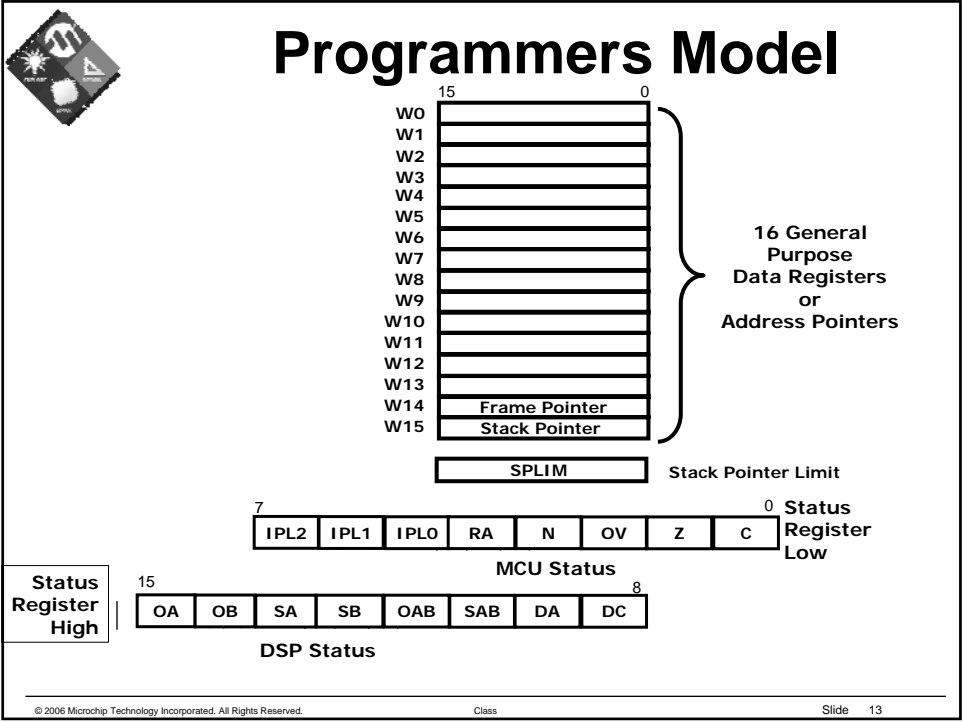 Programmers Model
15 0
W0
W1
W2
W3
W4
W5
W6
W7
W8
W9
W10
W11
W12
W13
W14 Frame Pointer
W15 Stack Pointer
16 General
Purpose
Data Registers
or
Address Pointers
SPLIM Stack Pointer Limit
7 0
IPL2 IPL1 IPL0 RA N OV Z C
Status
Register
Low
MCU Status
Status
Register
High
15 8
OA OB SA SB OAB SAB DA DC
DSP Status
© 2006 Microchip Technology Incorporated. All Rights Reserved. Class Slide 13